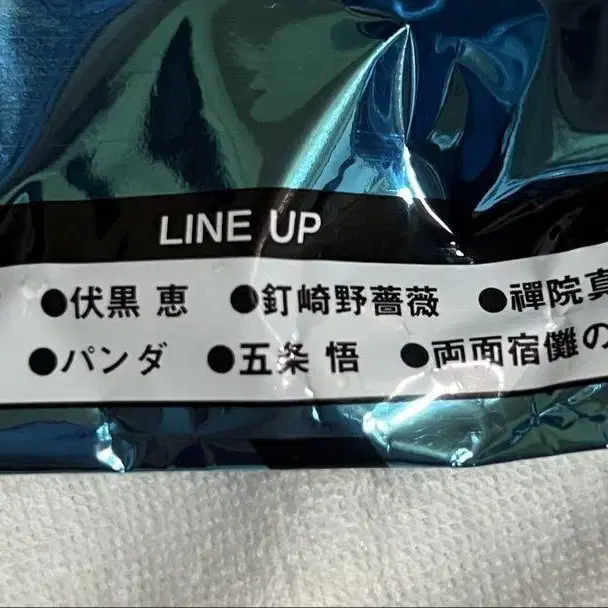 LINE UP
●伏黒 恵 ●釘崎野薔薇 ●禪院真
●パンダ ●五条 悟 ●両面宿儺の